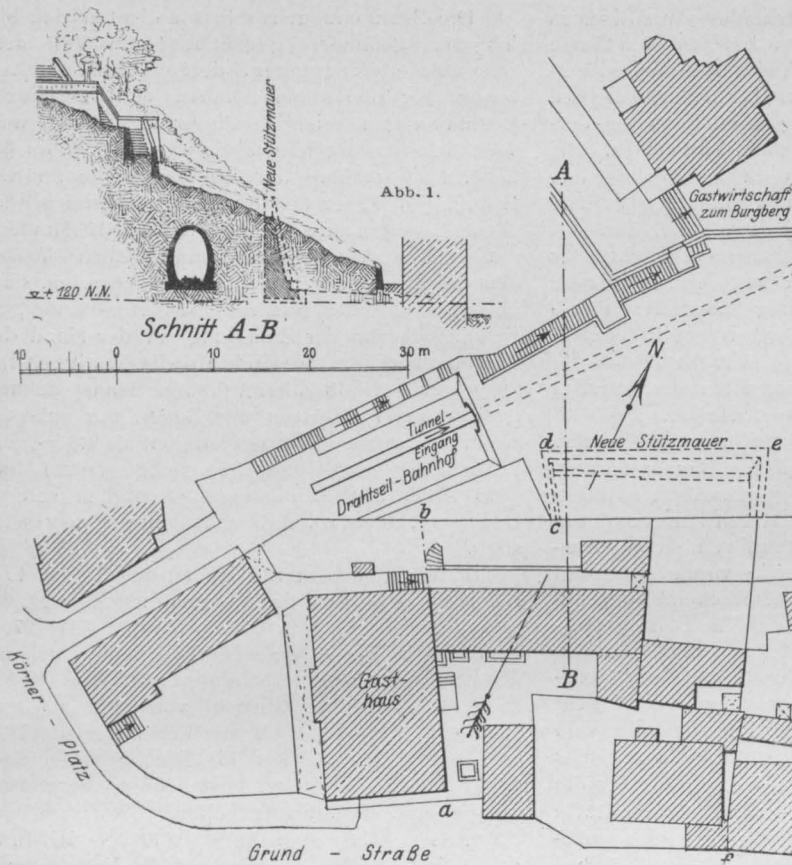 Neue Stützmauer
Abb. 1.
A
Gastwirtschaft
zum Burgberg
+ 120 N.N.
Schnitt A-B
10 5 0 10 20 30 m
N.
Tunnel-
Eingang
Drahtseil-Bahnhof
d Neue Stützmauer e
b
c
Körner-platz
Gast-
haus
B
a
Grund - Straße
f